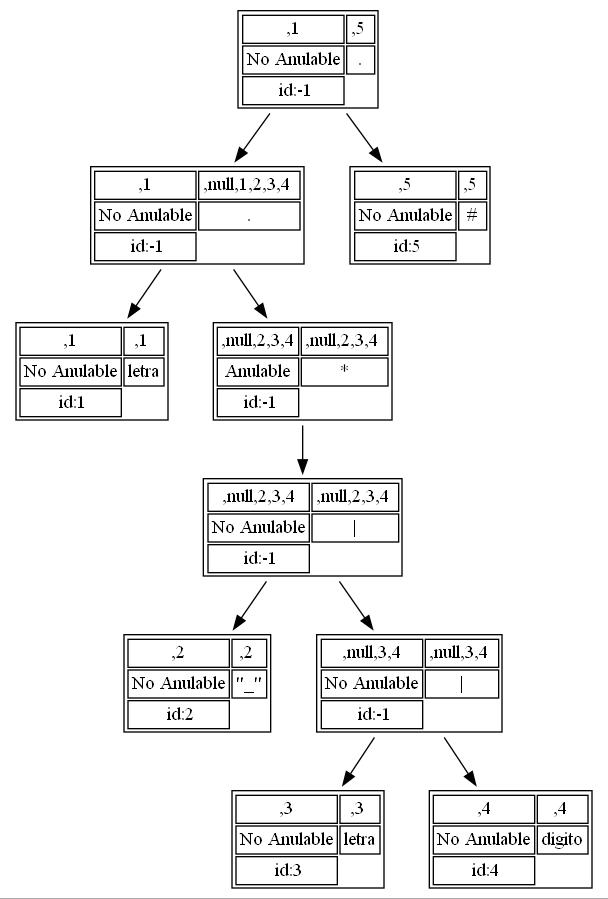 ,1 ,5
No Anulable .
id:-1
,1 ,null,1,2,3,4
No Anulable .
id:-1
,5 ,5
No Anulable #
id:5
,1 ,1
No Anulable letra
id:1
,null,2,3,4 ,null,2,3,4
Anulable *
id:-1
,null,2,3,4 ,null,2,3,4
No Anulable |
id:-1
,2 ,2
No Anulable "_"
id:2
,null,3,4 ,null,3,4
No Anulable |
id:-1
,3 ,3
No Anulable letra
id:3
,4 ,4
No Anulable digito
id:4